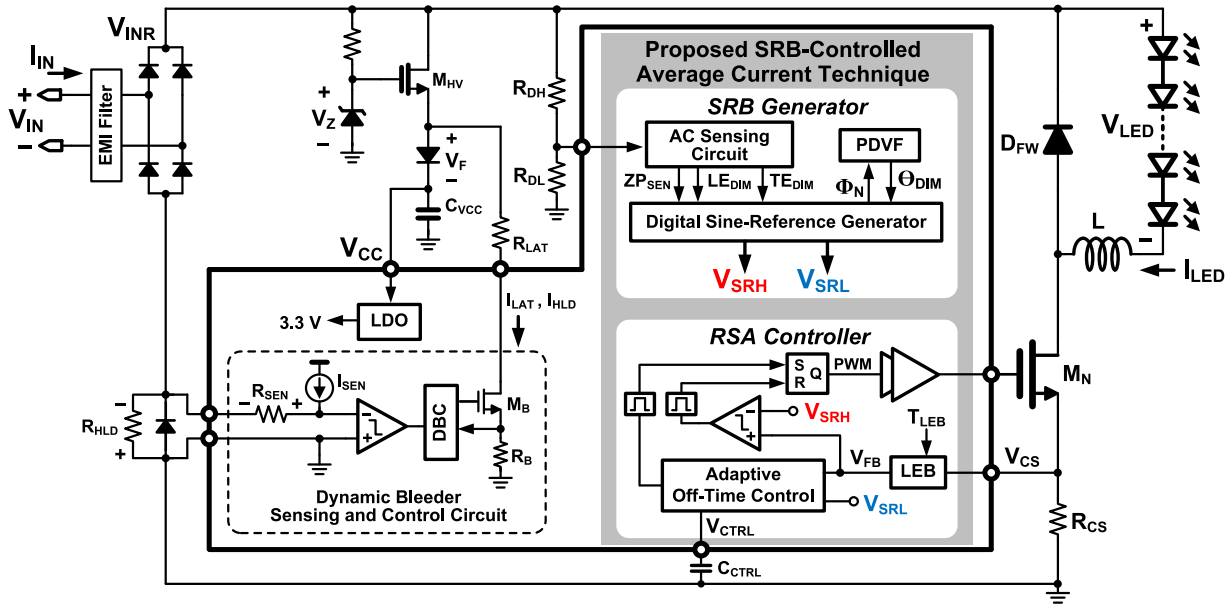 V_INR
I_IN
+
V_IN
−
EMI Filter
+
V_Z
−
M_HV
+
V_F
−
C_VCC
V_CC
R_LAT
R_DH
R_DL
Proposed SRB-Controlled
Average Current Technique
SRB Generator
AC Sensing
Circuit
PDVF
ZP_SEN
LE_DIM
TE_DIM
Φ_N
Θ_DIM
Digital Sine-Reference Generator
V_SRH
V_SRL
+
V_LED
−
D_FW
L
I_LED
3.3 V
LDO
I_LAT , I_HLD
R_SEN
I_SEN
−
+
−
+
DBC
M_B
R_B
Dynamic Bleeder
Sensing and Control Circuit
−
R_HLD
+
RSA Controller
S
R
Q
PWM
−
+
V_SRH
T_LEB
V_FB
LEB
V_CS
Adaptive
Off-Time Control
V_SRL
V_CTRL
C_CTRL
M_N
R_CS